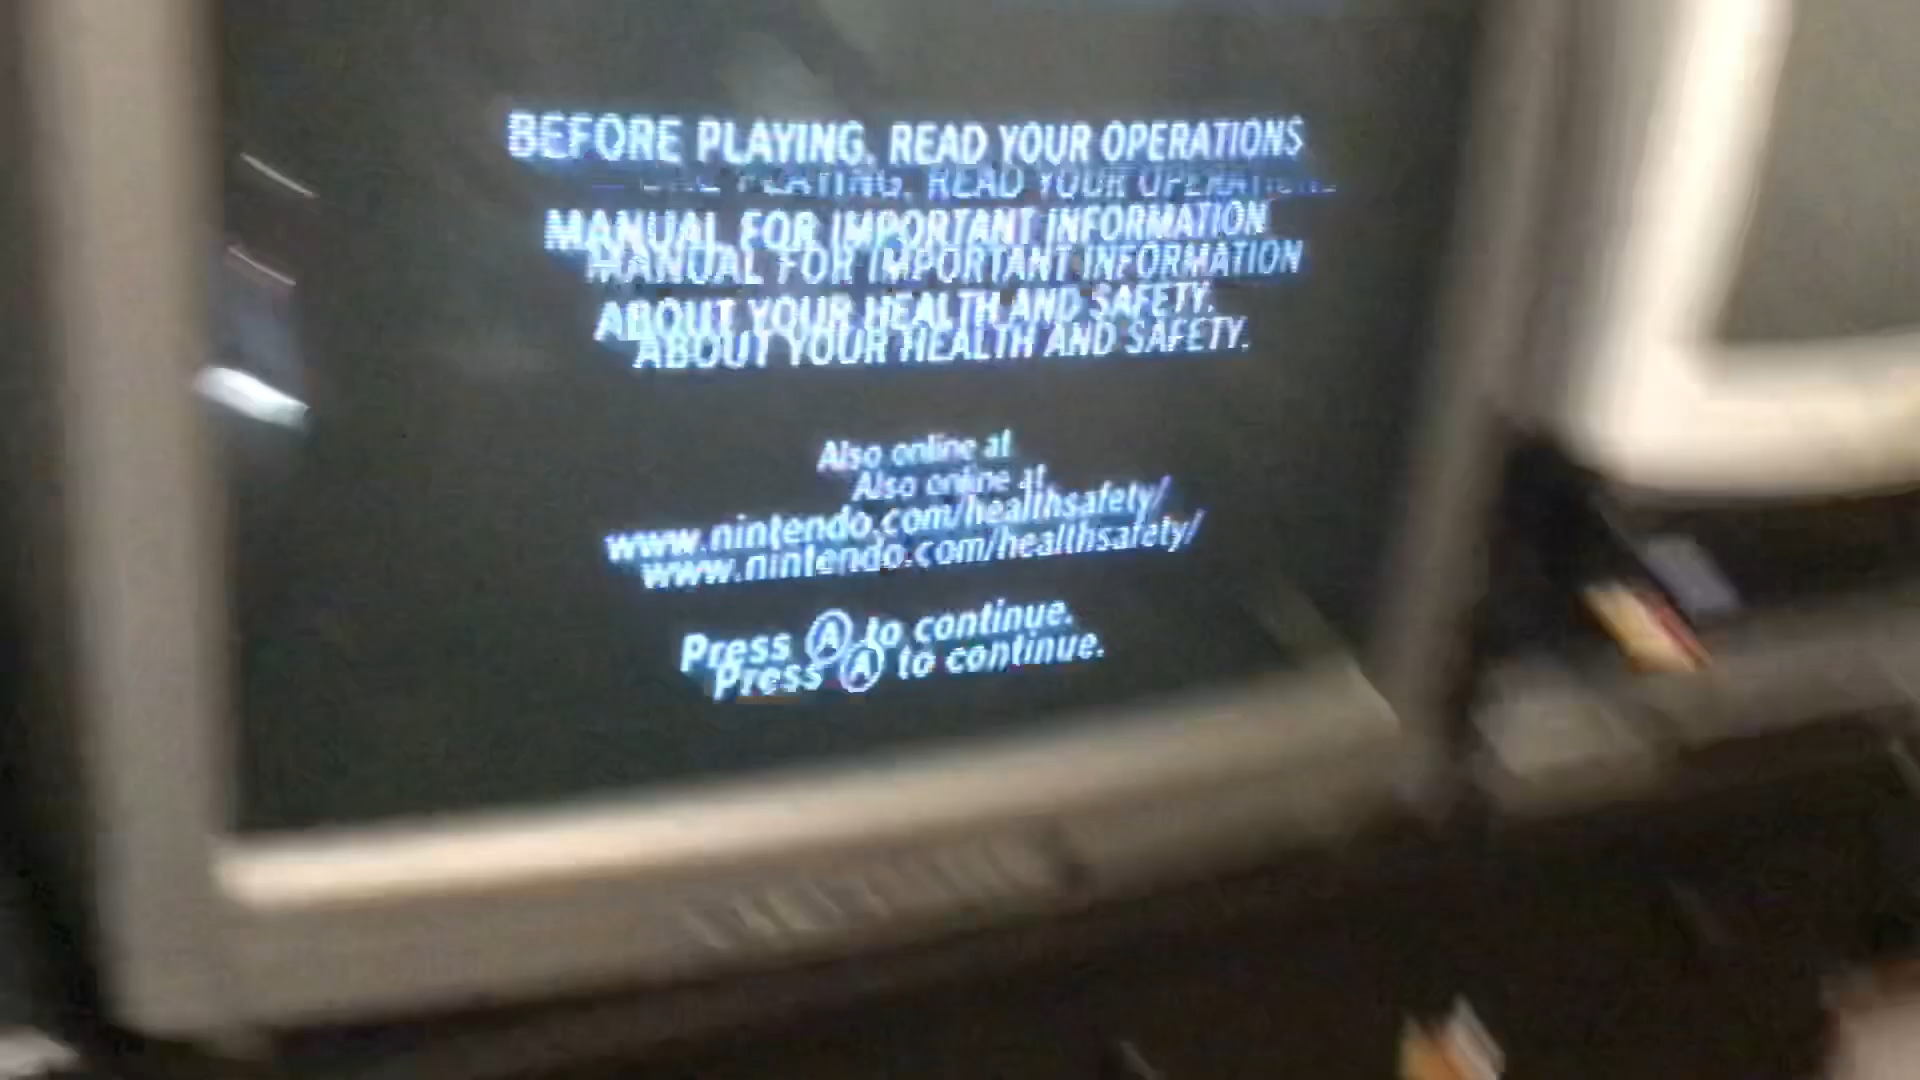 BEFORE PLAYING, READ YOUR OPERATIONS
MANUAL FOR IMPORTANT INFORMATION
ABOUT YOUR HEALTH AND SAFETY.
Also online at
www.nintendo.com/healthsafety/
Press A to continue.